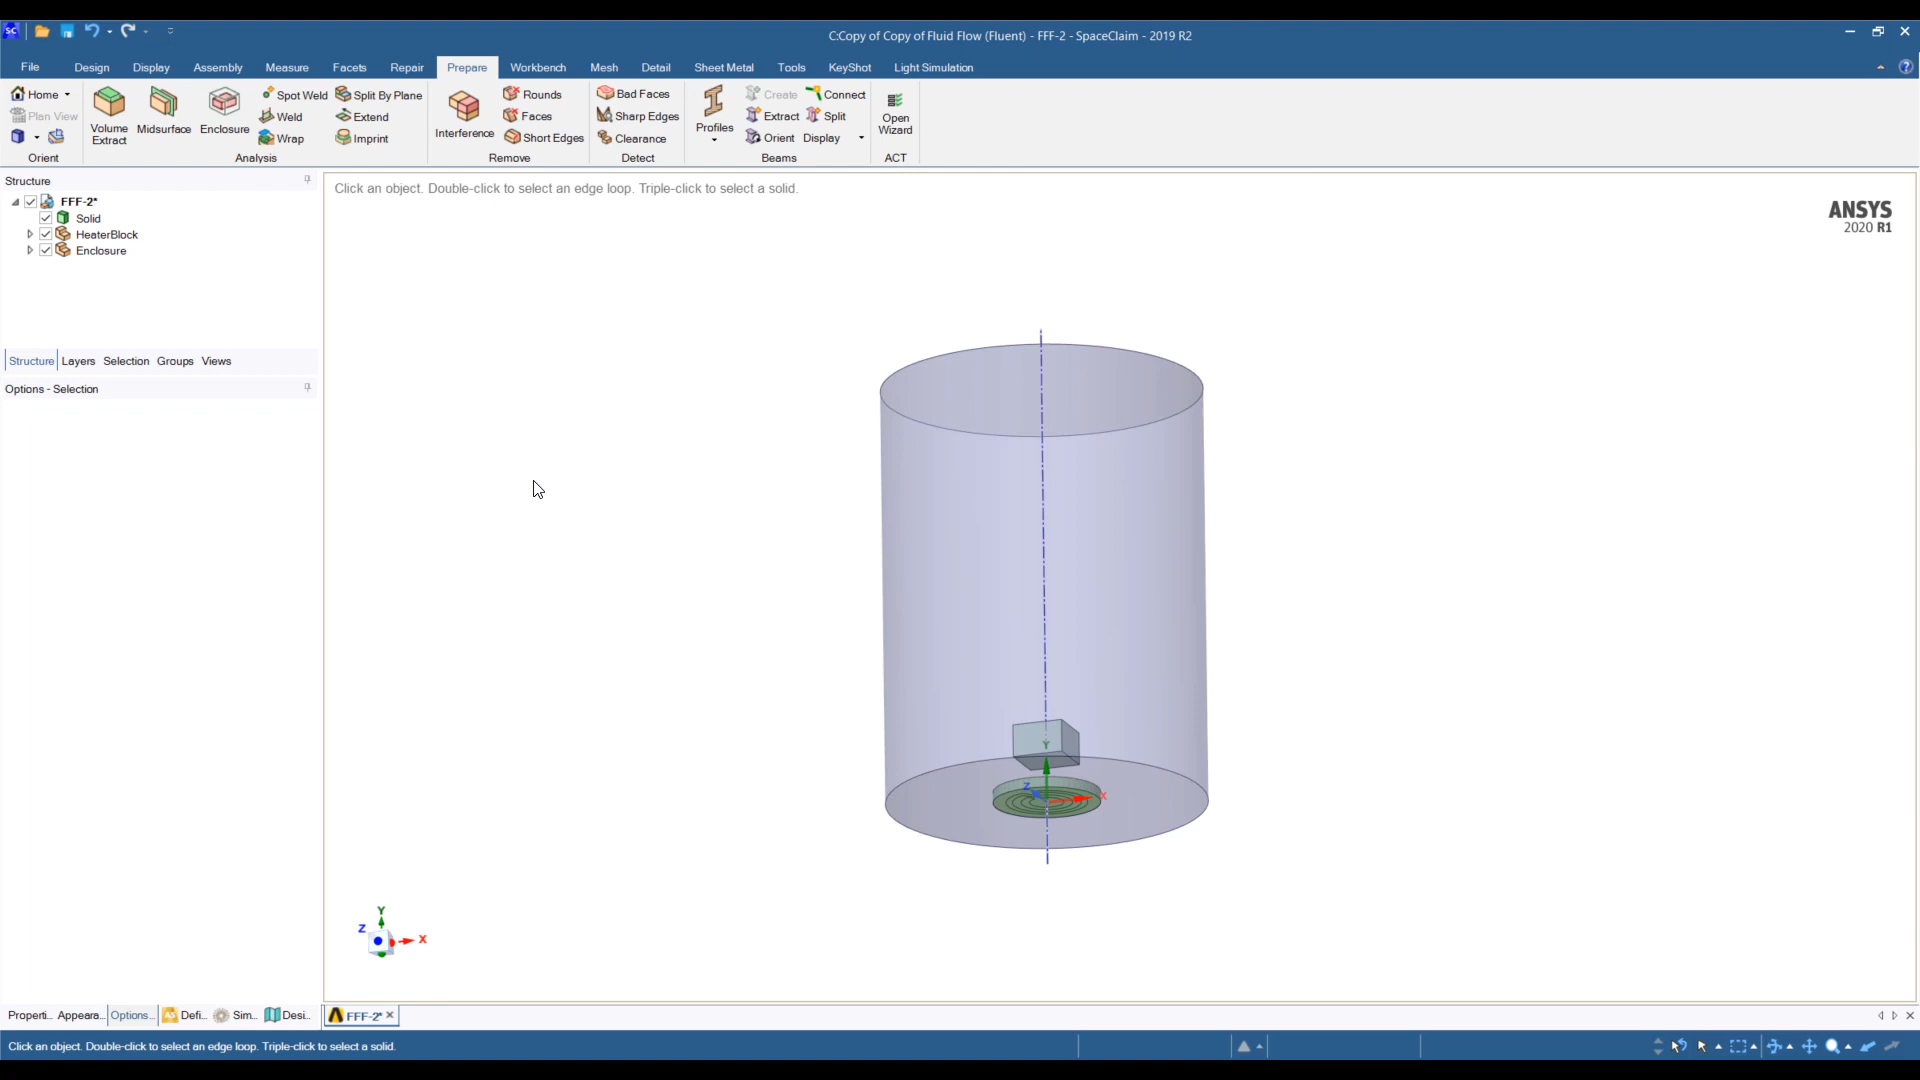 C:Copy of Copy of Fluid Flow (Fluent) - FFF-2 - SpaceClaim - 2019 R2
File Design Display Assembly Measure Facets Repair Prepare Workbench Mesh Detail Sheet Metal Tools KeyShot Light Simulation
Home
Plan View
Orient
Volume Extract
Midsurface
Enclosure
Spot Weld
Weld
Wrap
Split By Plane
Extend
Imprint
Analysis
Interference
Rounds
Faces
Short Edges
Remove
Bad Faces
Sharp Edges
Clearance
Detect
Profiles
Create
Connect
Extract
Split
Orient
Display
Beams
Open Wizard
ACT
Structure
FFF-2*
Solid
HeaterBlock
Enclosure
Structure Layers Selection Groups Views
Options - Selection
Click an object. Double-click to select an edge loop. Triple-click to select a solid.
ANSYS
2020 R1
Y
Z
X
Y
Z
X
Properti... Appeara... Options... Defi... Sim... Desi...
FFF-2*
Click an object. Double-click to select an edge loop. Triple-click to select a solid.